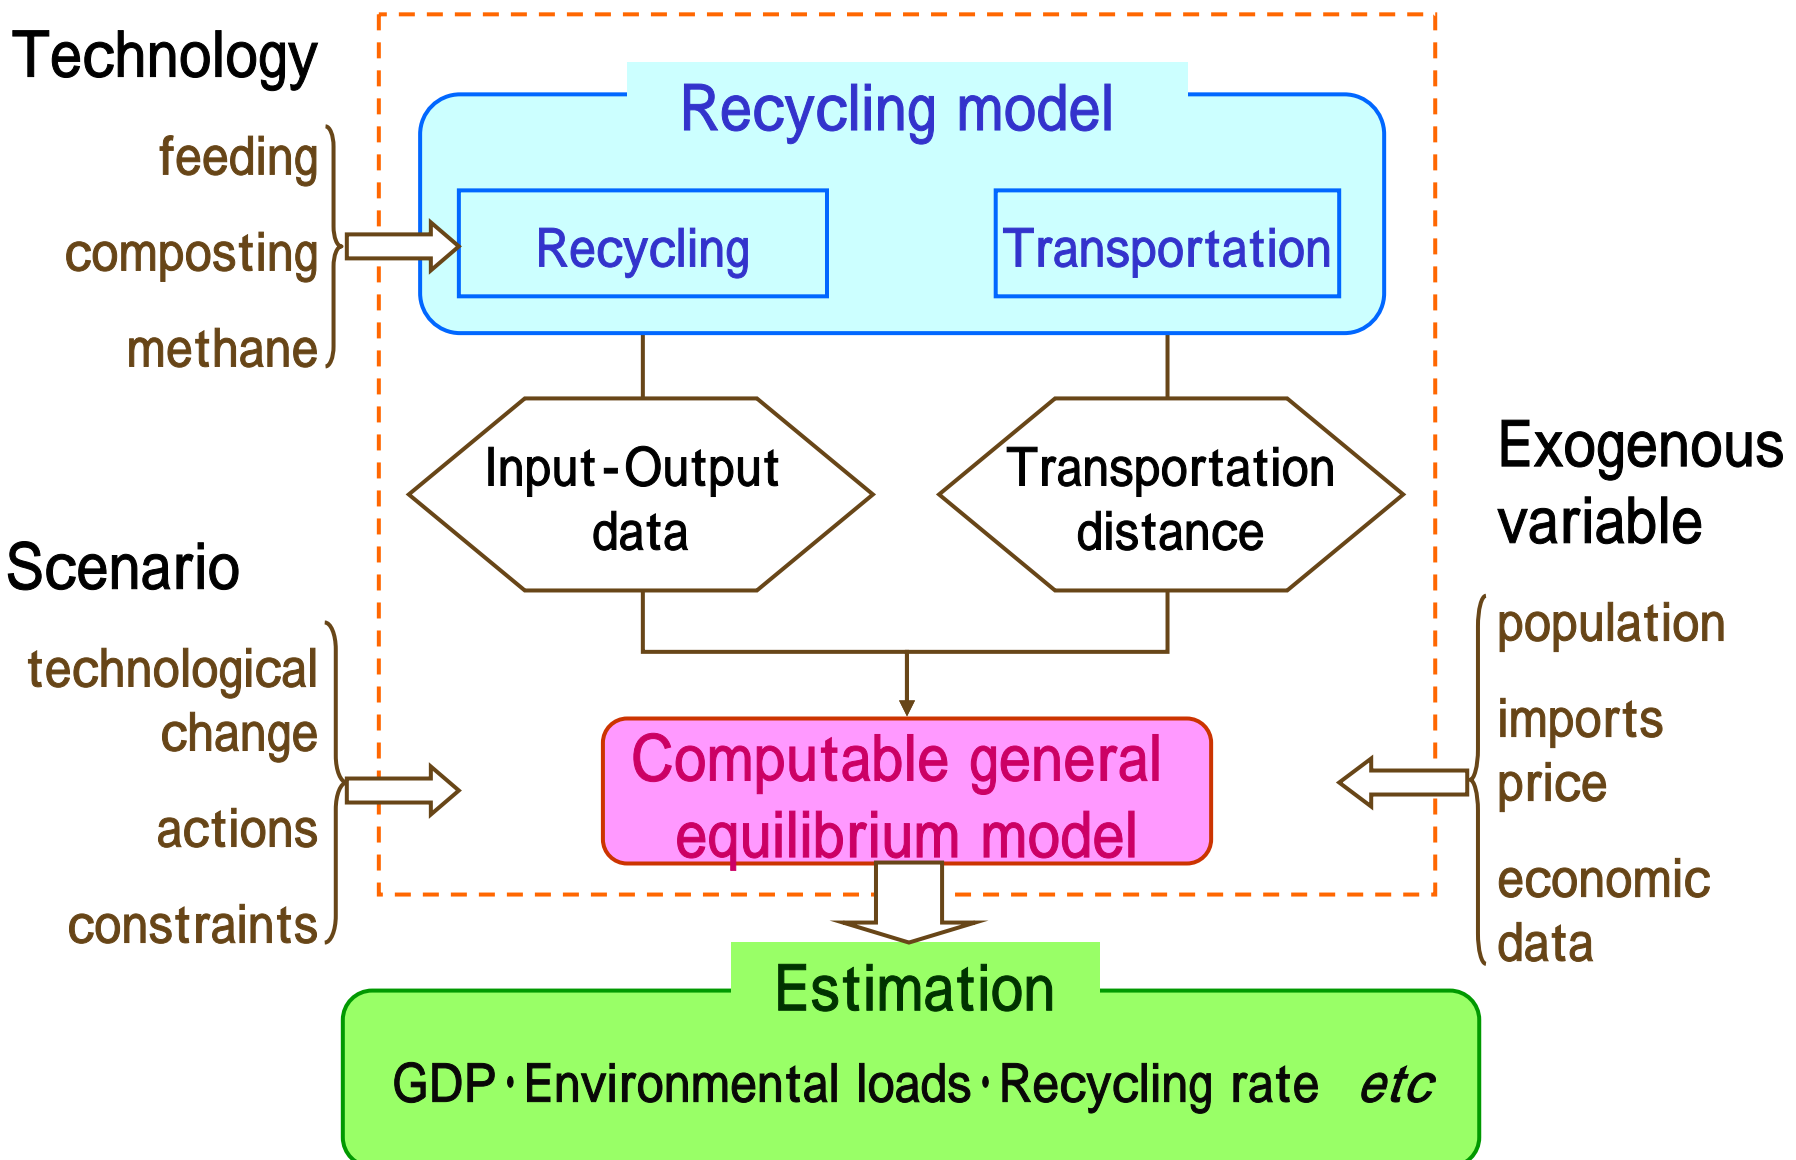 Technology
feeding
composting
methane
Recycling model
Recycling
Transportation
Input-Output
data
Transportation
distance
Scenario
technological
change
actions
constraints
Exogenous
variable
population
imports
price
economic
data
Computable general
equilibrium model
Estimation
GDP・Environmental loads・Recycling rate etc